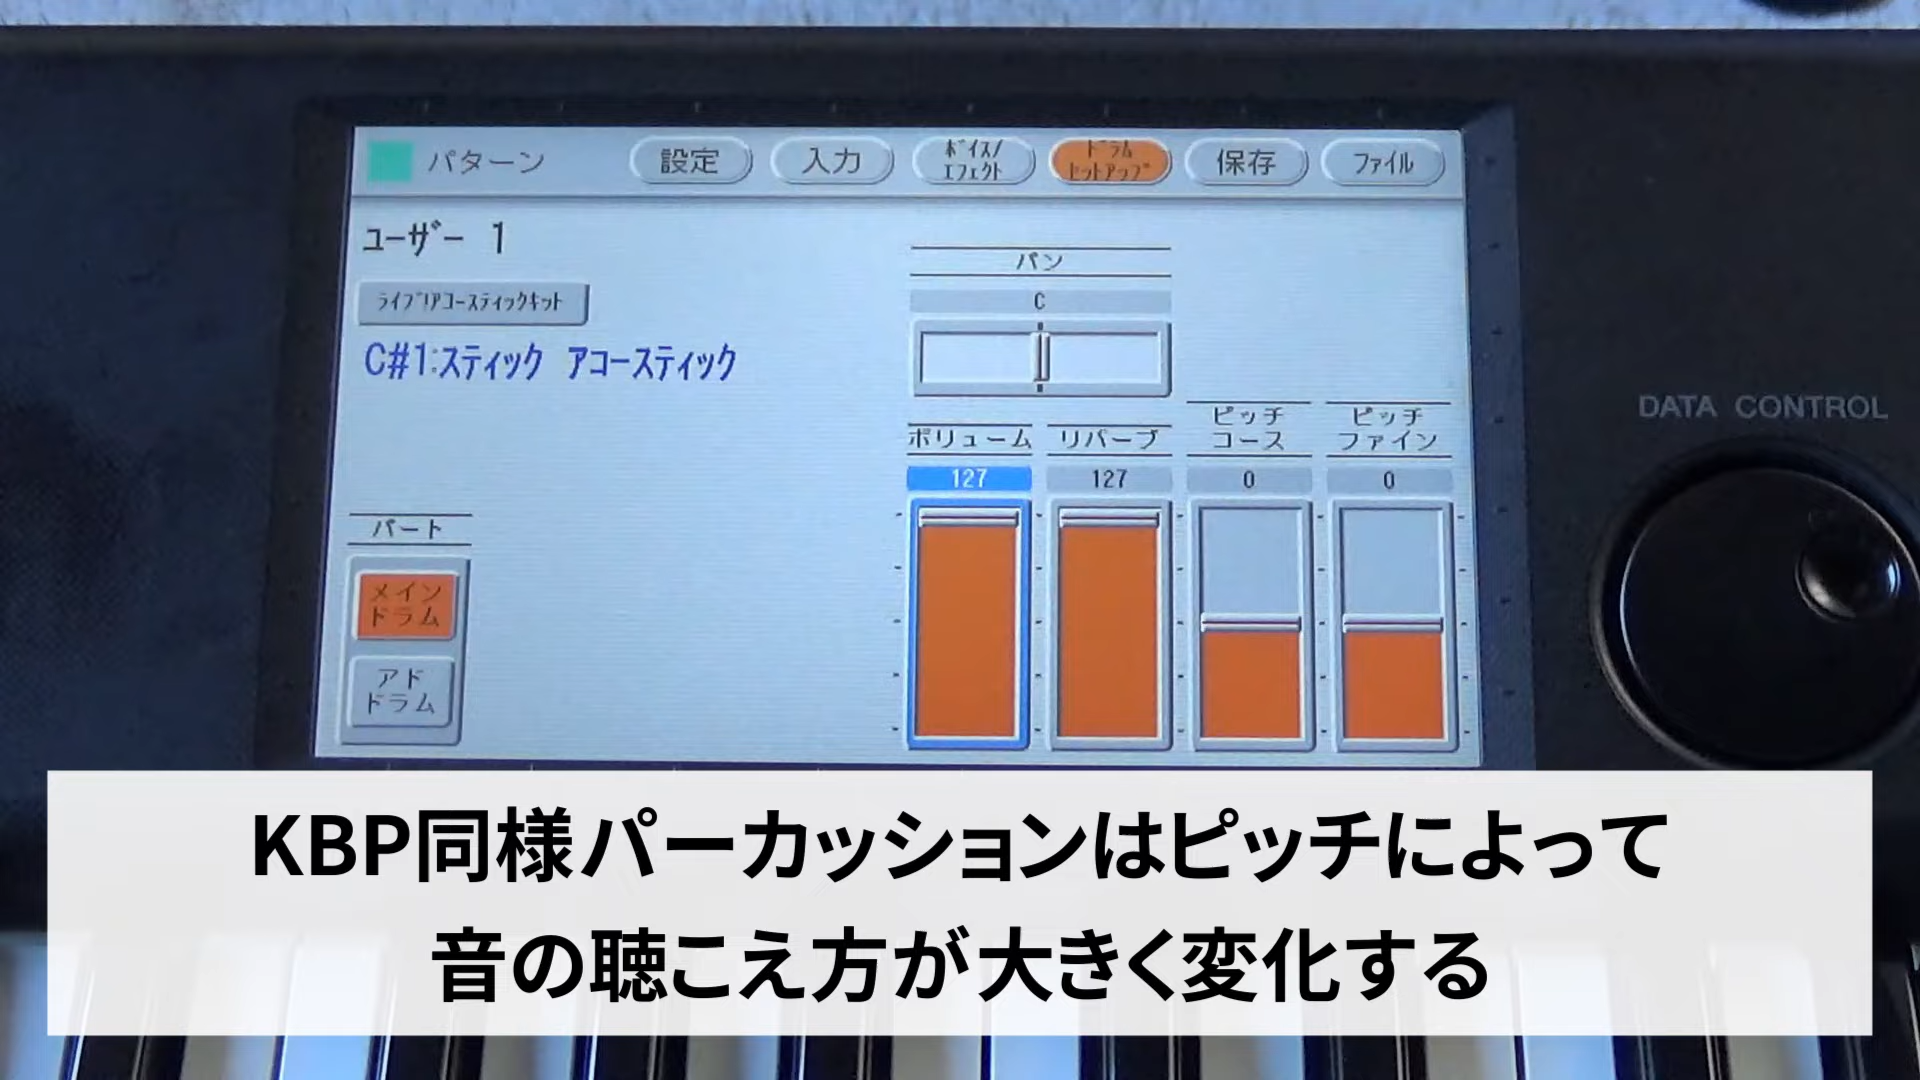 パターン
設定
入力
ﾎﾞｲｽ/
ｴﾌｪｸﾄ
ﾄﾞﾗﾑ
ｾｯﾄｱｯﾌﾟ
保存
ﾌｧｲﾙ
ﾕｰｻﾞｰ 1
ﾗｲﾌﾞ!ｱｺｰｽﾃｨｯｸｷｯﾄ
C#1:ｽﾃｨｯｸ ｱｺｰｽﾃｨｯｸ
パン
C
ボリューム
リバーブ
ピッチ
コース
ピッチ
ファイン
127
127
0
0
パート
メイン
ドラム
アド
ドラム
DATA CONTROL
KBP同様パーカッションはピッチによって
音の聴こえ方が大きく変化する